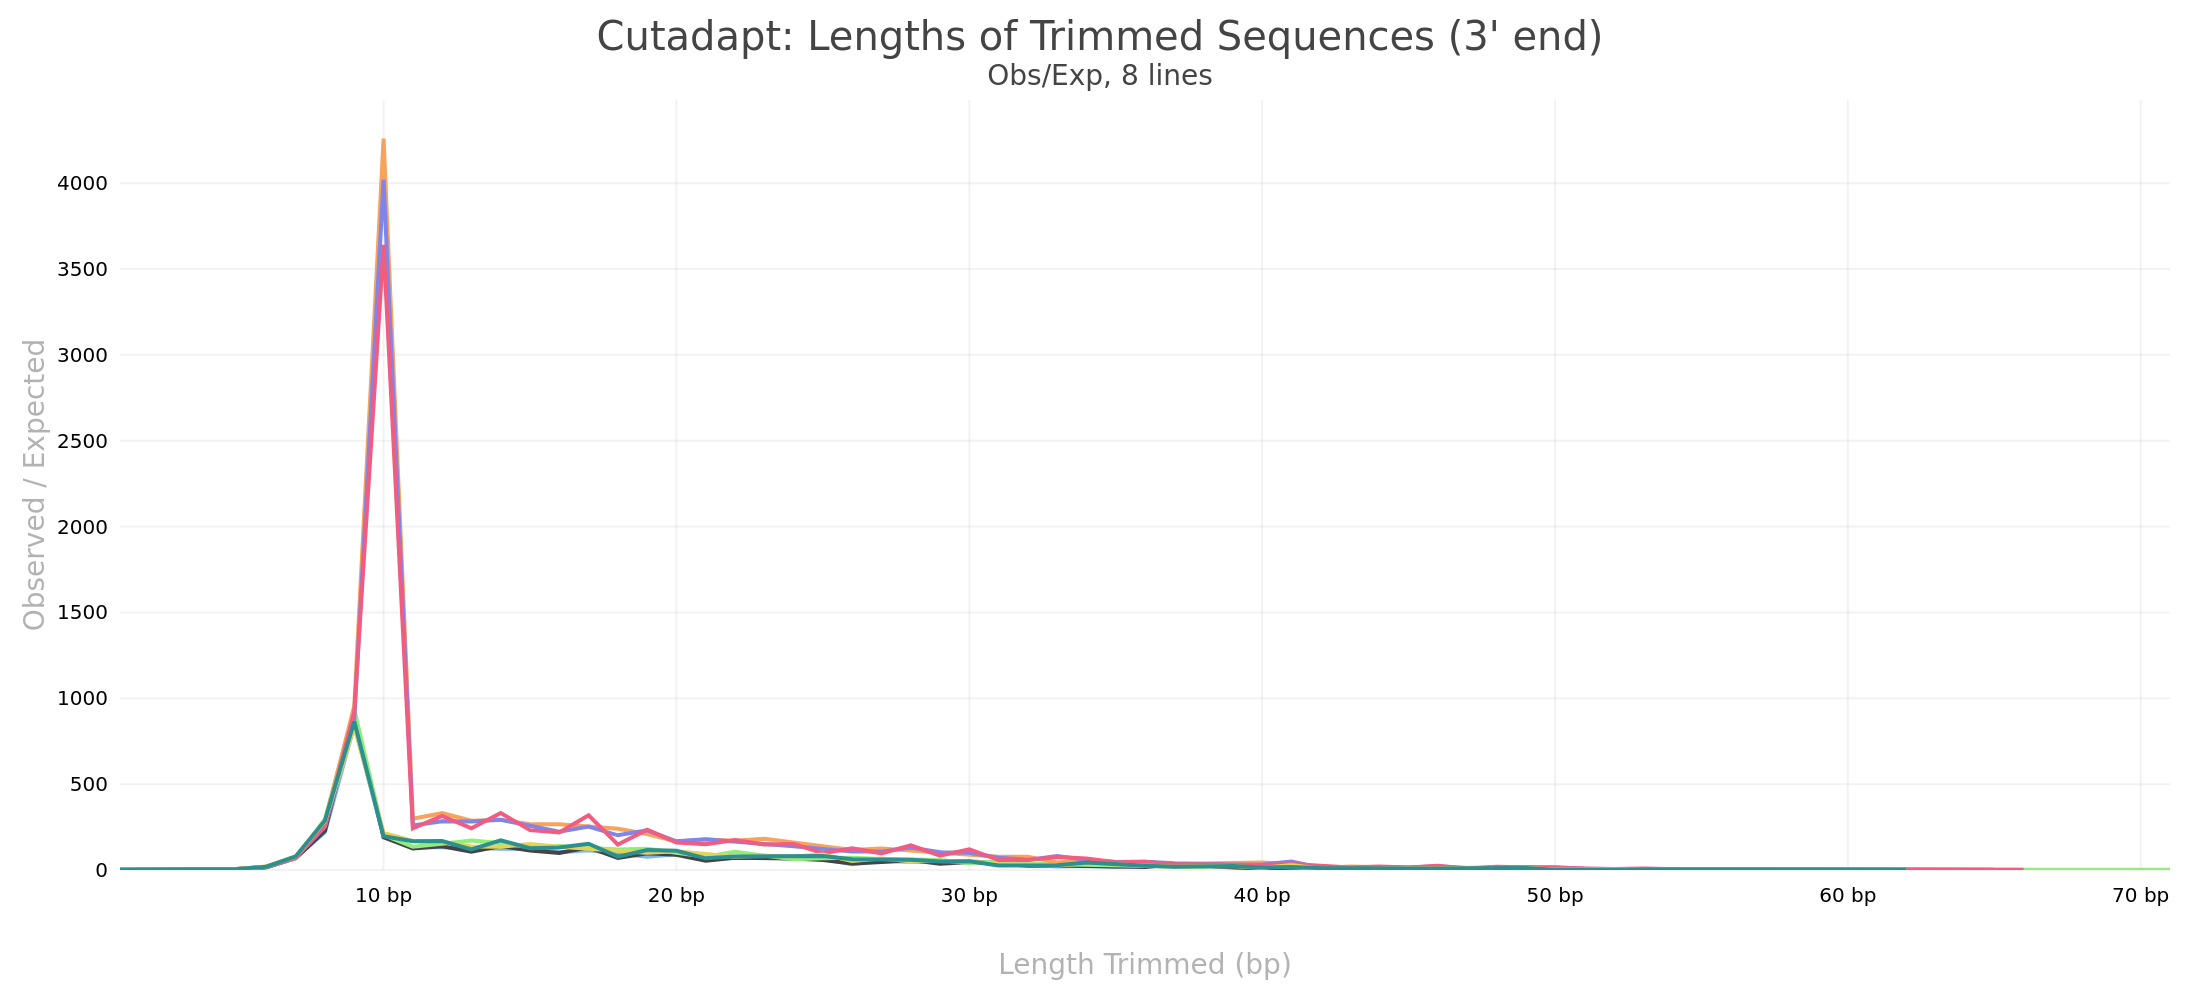 Cutadapt: Lengths of Trimmed Sequences (3' end)
Obs/Exp, 8 lines
Observed / Expected
4000
3500
3000
2500
2000
1500
1000
500
0
10 bp
20 bp
30 bp
40 bp
50 bp
60 bp
70 bp
Length Trimmed (bp)